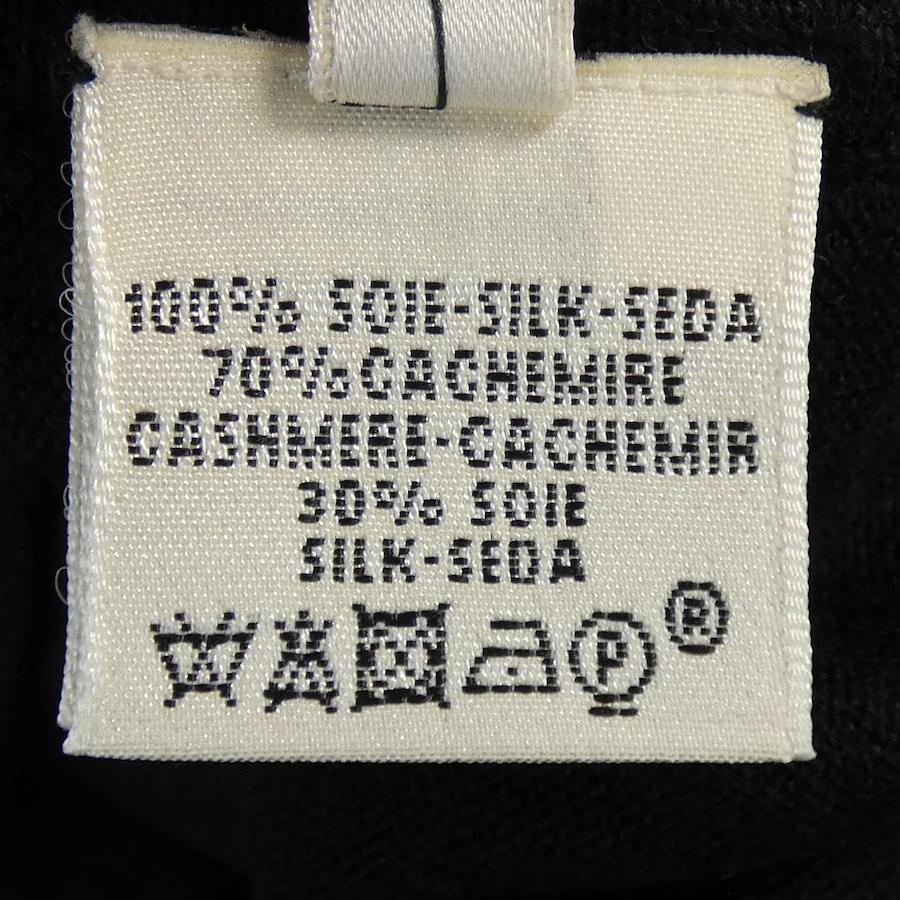 100% SOIE-SILK-SEDA
70% CACHEMIRE
CASHMERE-CACHEMIR
30% SOIE
SILK-SEDA
P ®